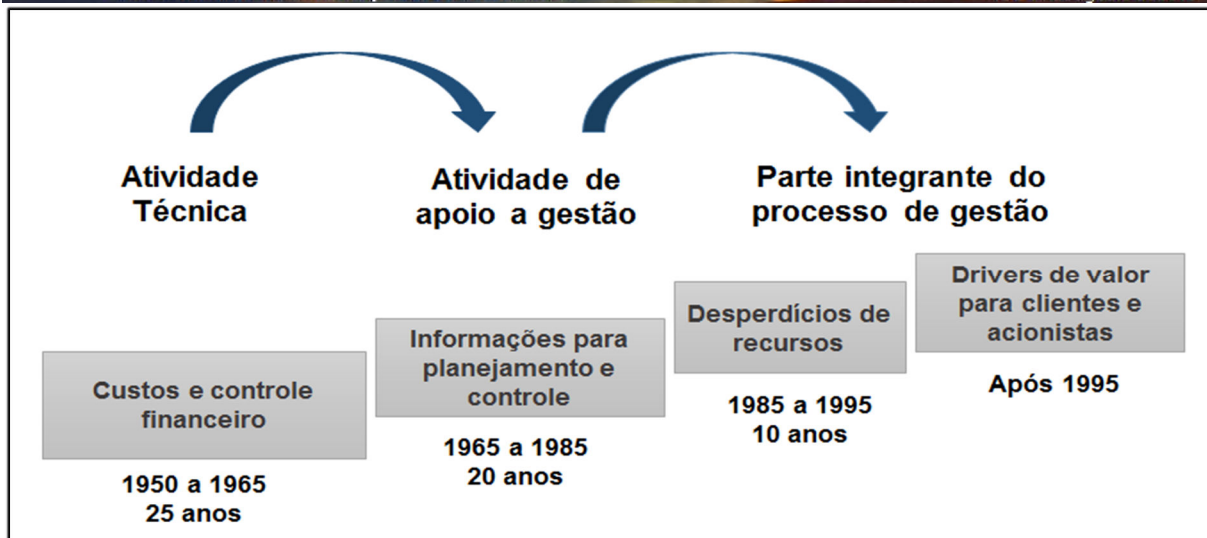 Atividade
Técnica
Atividade de
apoio a gestão
Parte integrante do
processo de gestão
Custos e controle
financeiro
1950 a 1965
25 anos
Informações para
planejamento e
controle
1965 a 1985
20 anos
Desperdícios de
recursos
1985 a 1995
10 anos
Drivers de valor
para clientes e
acionistas
Após 1995